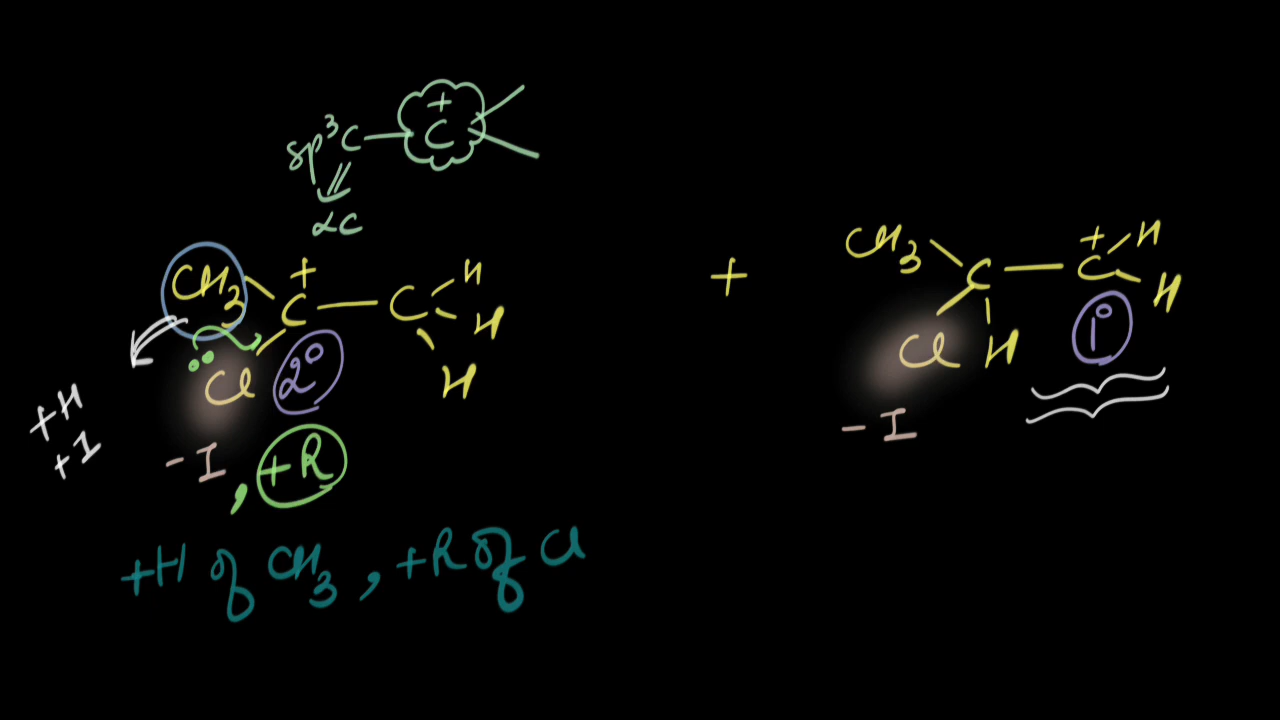 sp³C — C⁺
αC
CH₃ C⁺ — C H H H
Cl 2°
+H
+I
- I , +R
+H of CH₃ , +R of Cl
+
CH₃ C — C⁺ H H
Cl H 1°
- I